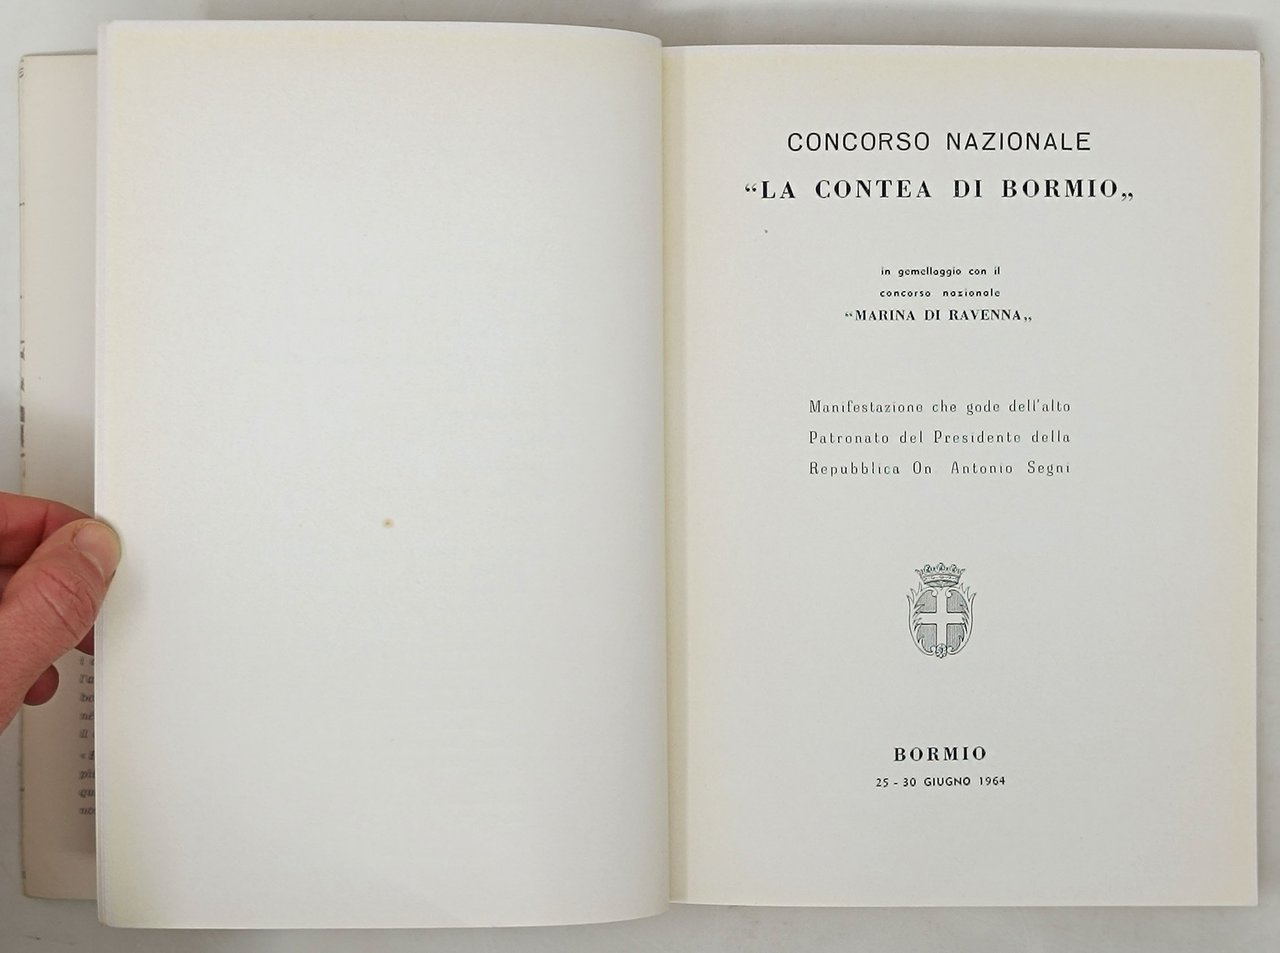 CONCORSO NAZIONALE
“LA CONTEA DI BORMIO„
in gemellaggio con il
concorso nazionale
“MARINA DI RAVENNA„
Manifestazione che gode dell'alto
Patronato del Presidente della
Repubblica On. Antonio Segni
BORMIO
25 - 30 GIUGNO 1964